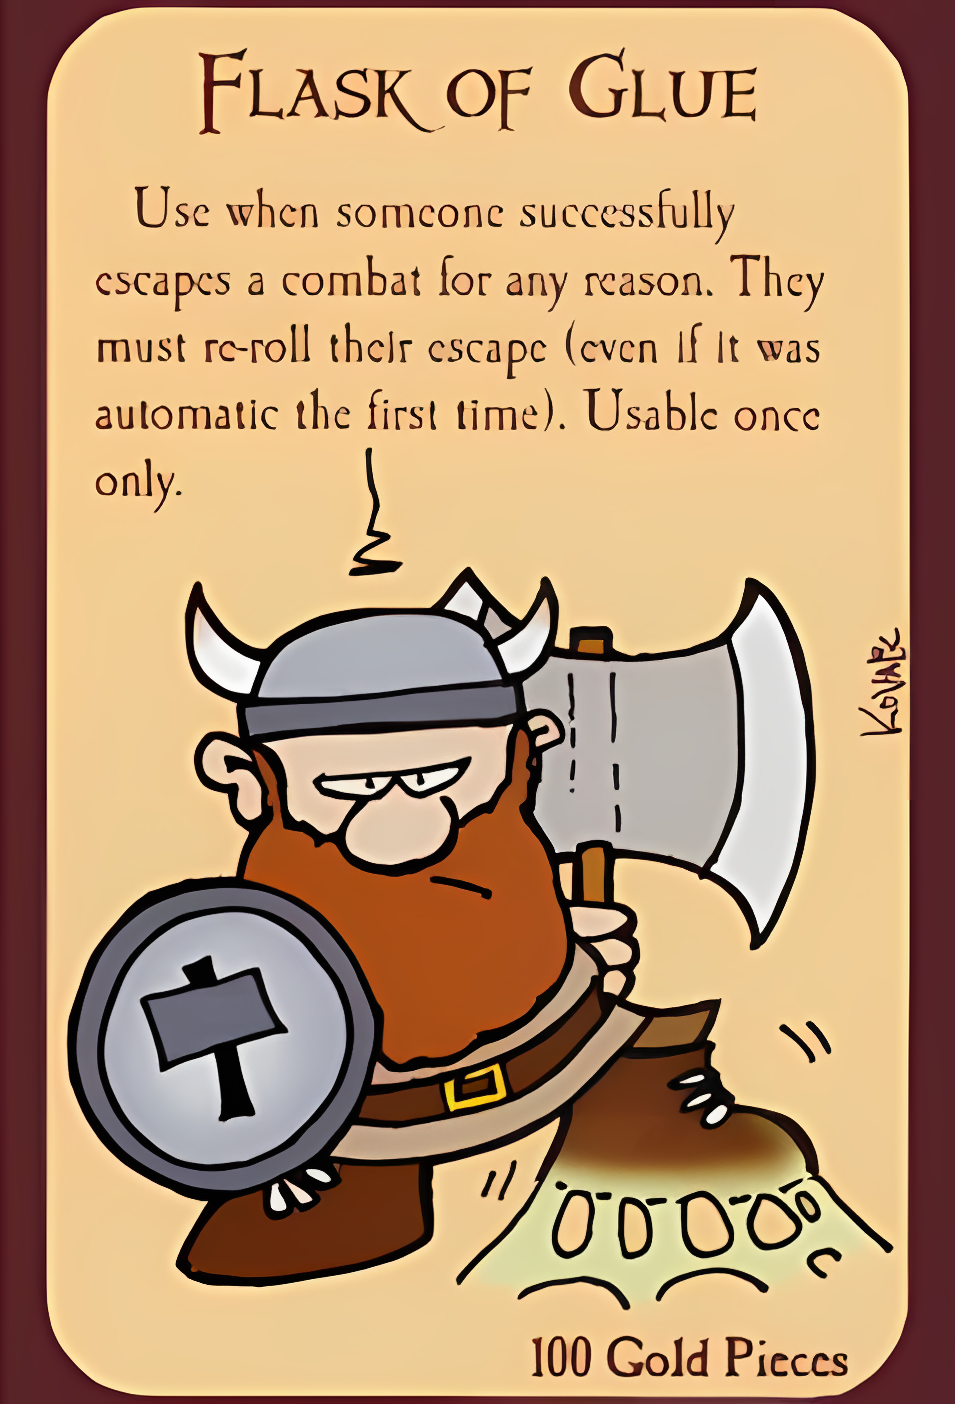 Flask of Glue
Use when someone successfully
escapes a combat for any reason. They
must re-roll their escape (even if it was
automatic the first time). Usable once
only.
Kovalic
100 Gold Pieces